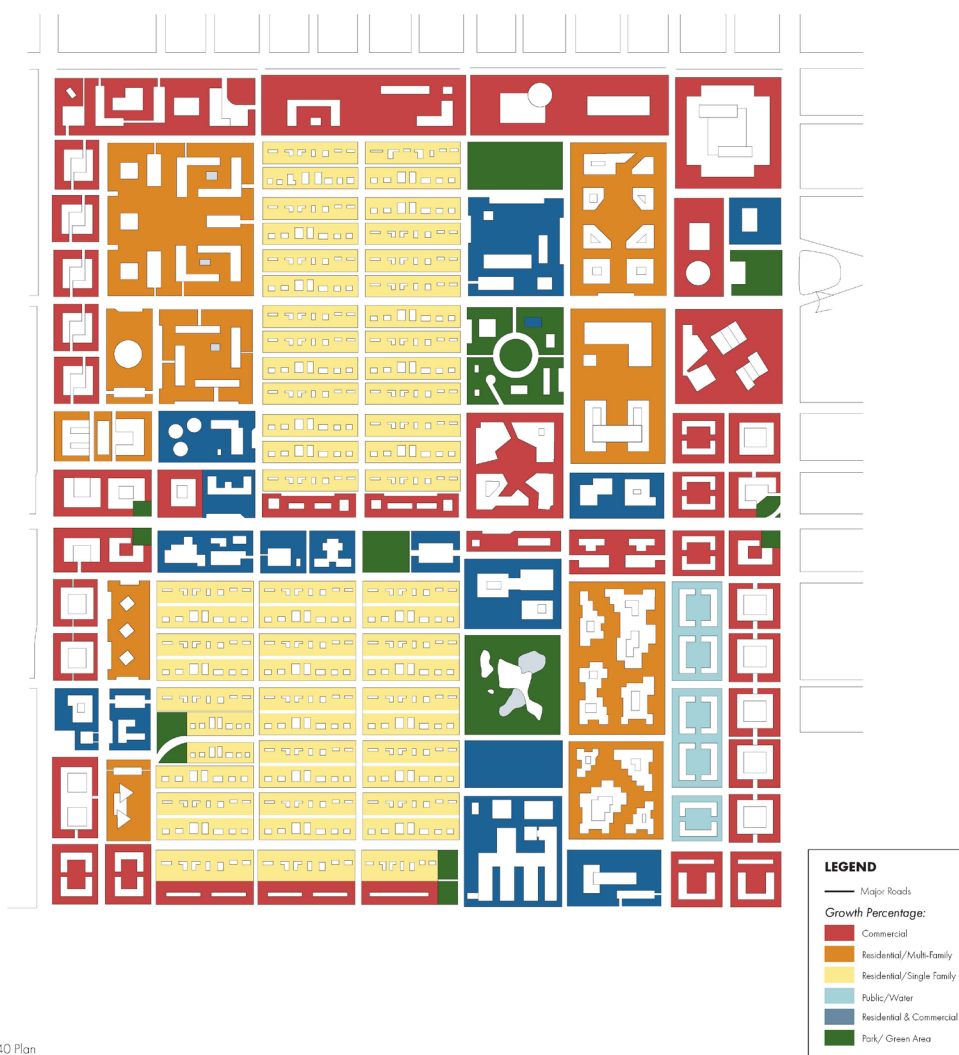 LEGEND
Major Roads
Growth Percentage:
Commercial
Residential/Multi-Family
Residential/Single Family
Public/Water
Residential & Commercial
Park/ Green Area
40 Plan